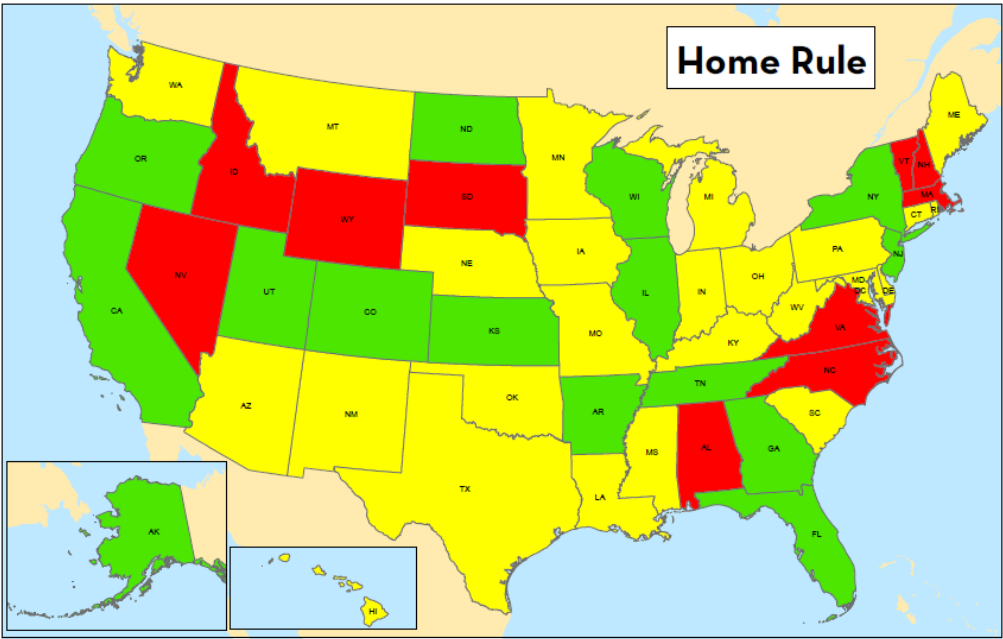 Home Rule
WA
MT
ND
MN
ME
OR
ID
SD
WI
MI
VT
NH
NY
MA
WY
CT
RI
NV
NE
IA
PA
NJ
UT
CO
IL
IN
OH
MD
DC
DE
CA
KS
MO
WV
KY
VA
NC
TN
AZ
NM
OK
AR
SC
MS
AL
GA
TX
LA
AK
FL
HI